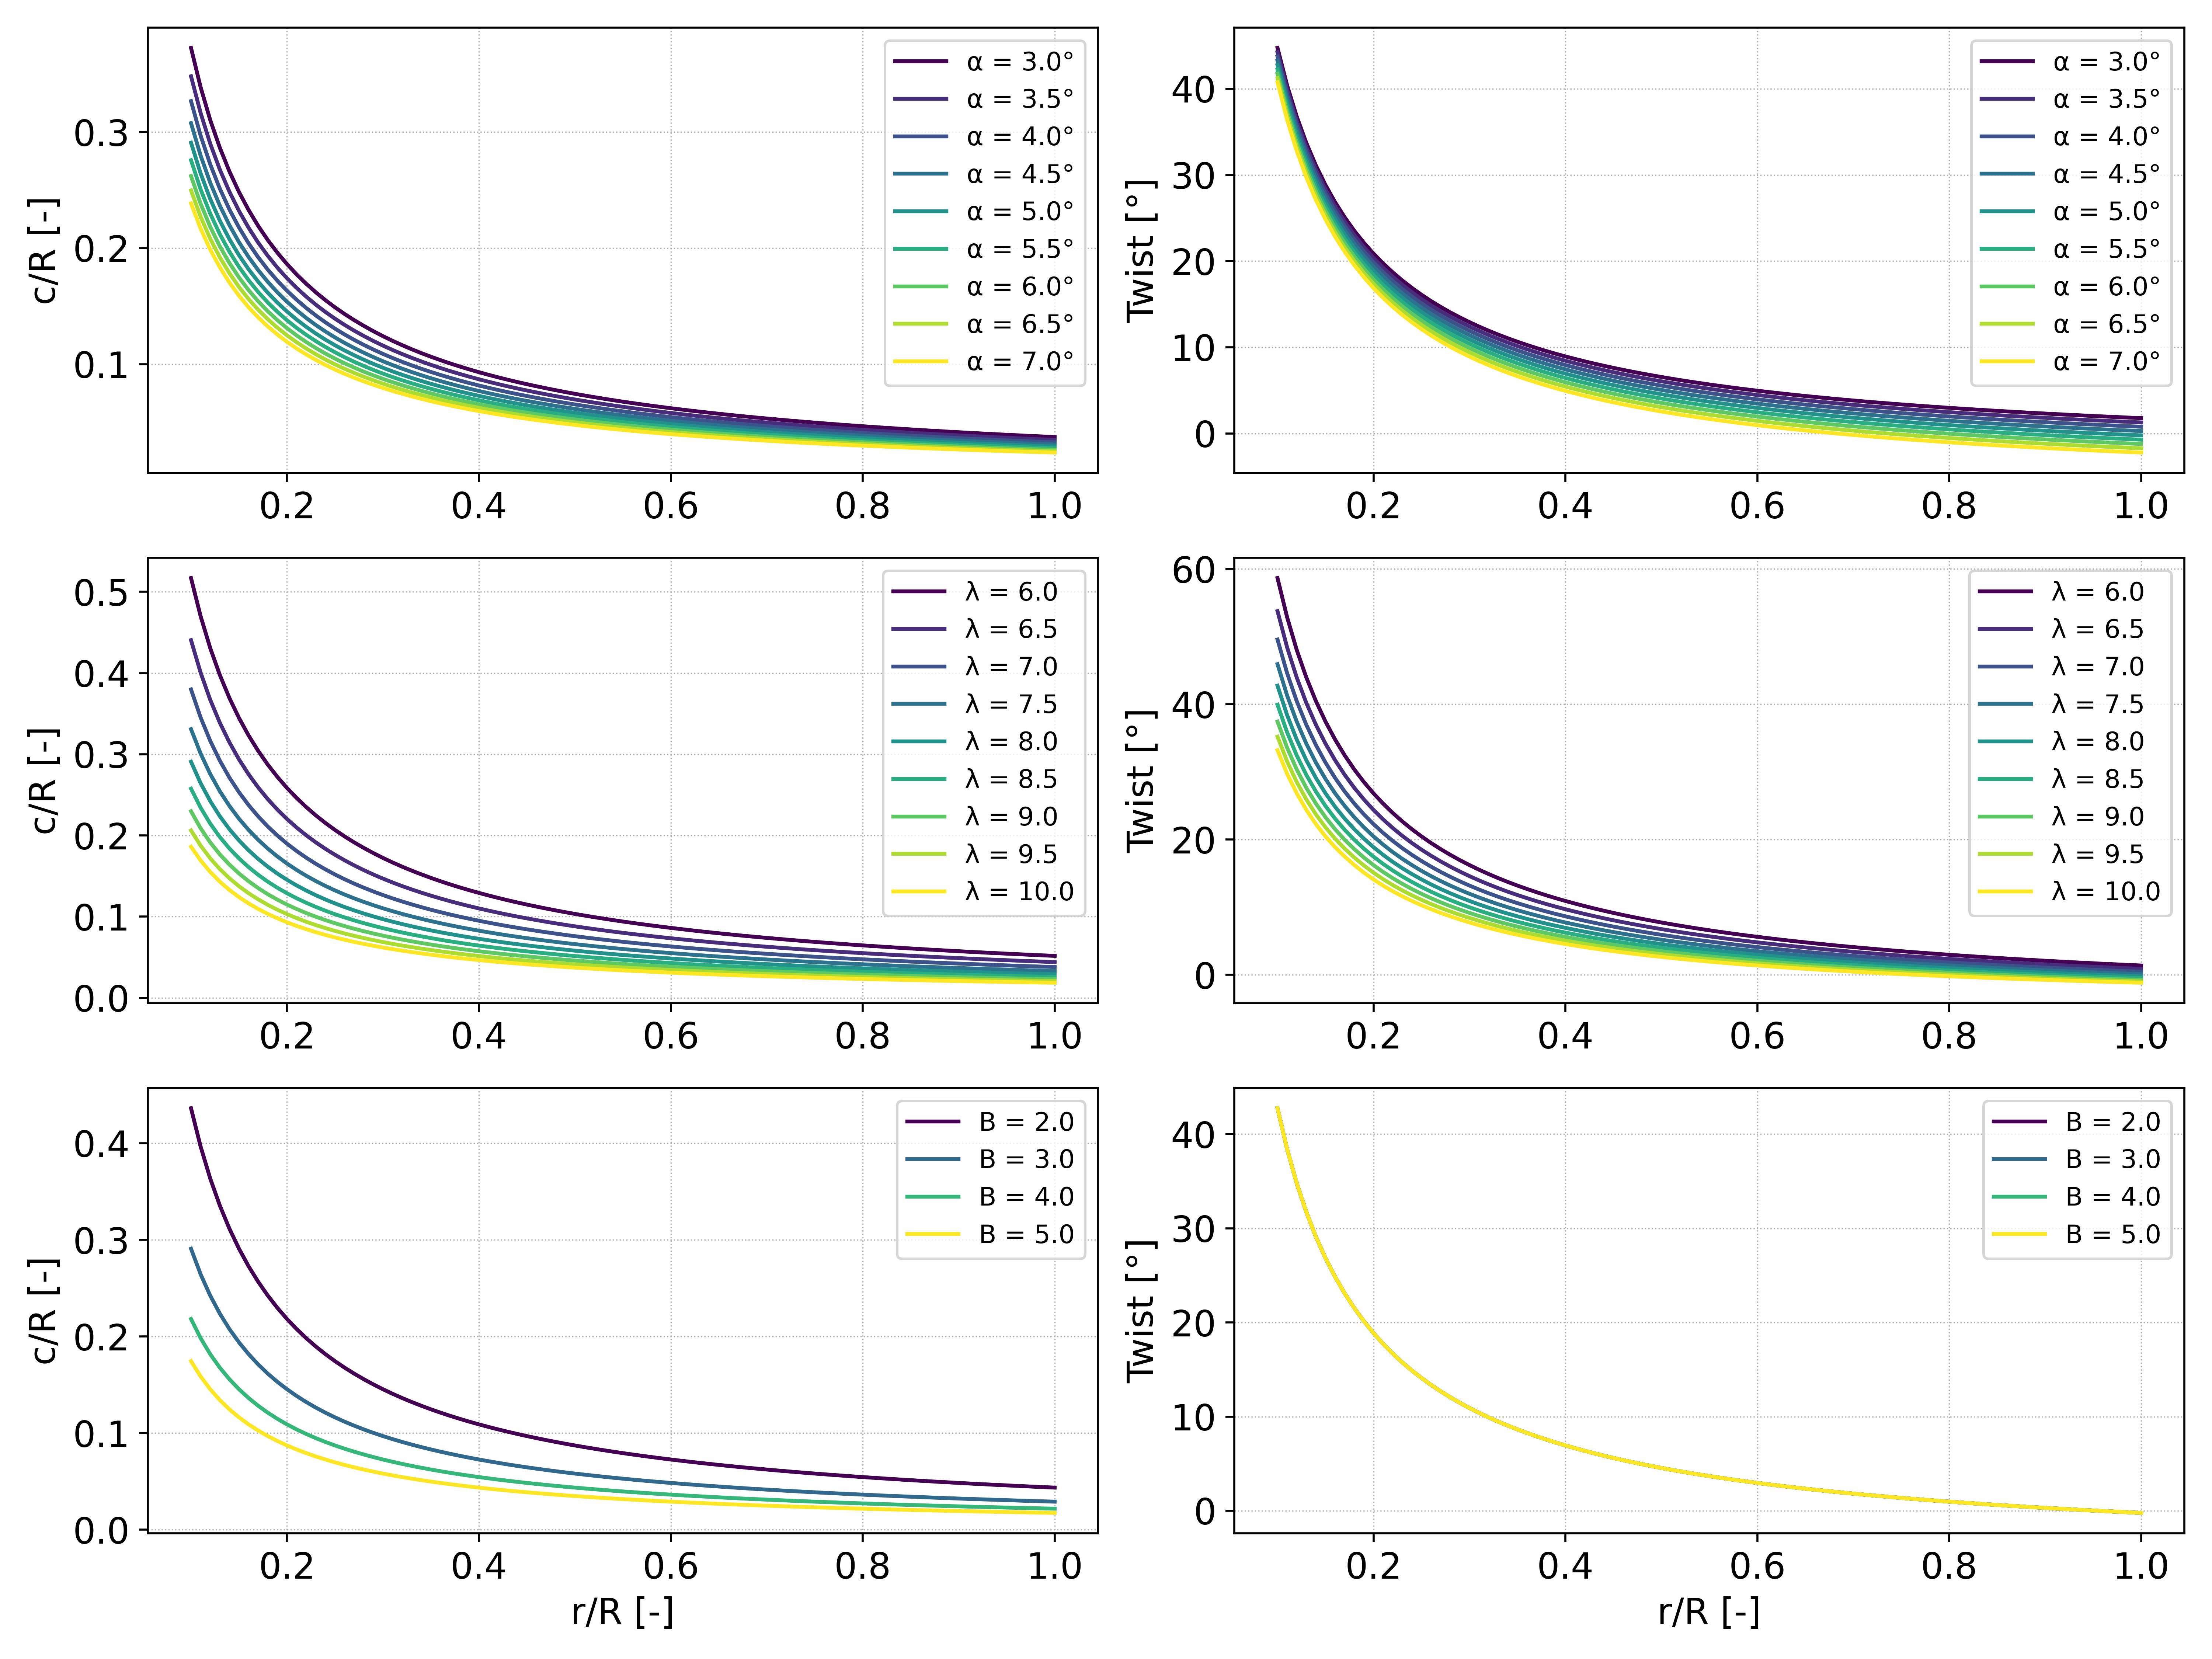 c/R [-]
0.3
0.2
0.1
0.2 0.4 0.6 0.8 1.0
α = 3.0°
α = 3.5°
α = 4.0°
α = 4.5°
α = 5.0°
α = 5.5°
α = 6.0°
α = 6.5°
α = 7.0°
Twist [°]
40
30
20
10
0
0.2 0.4 0.6 0.8 1.0
α = 3.0°
α = 3.5°
α = 4.0°
α = 4.5°
α = 5.0°
α = 5.5°
α = 6.0°
α = 6.5°
α = 7.0°
c/R [-]
0.5
0.4
0.3
0.2
0.1
0.0
0.2 0.4 0.6 0.8 1.0
λ = 6.0
λ = 6.5
λ = 7.0
λ = 7.5
λ = 8.0
λ = 8.5
λ = 9.0
λ = 9.5
λ = 10.0
Twist [°]
60
40
20
0
0.2 0.4 0.6 0.8 1.0
λ = 6.0
λ = 6.5
λ = 7.0
λ = 7.5
λ = 8.0
λ = 8.5
λ = 9.0
λ = 9.5
λ = 10.0
c/R [-]
0.4
0.3
0.2
0.1
0.0
0.2 0.4 0.6 0.8 1.0
r/R [-]
B = 2.0
B = 3.0
B = 4.0
B = 5.0
Twist [°]
40
30
20
10
0
0.2 0.4 0.6 0.8 1.0
r/R [-]
B = 2.0
B = 3.0
B = 4.0
B = 5.0